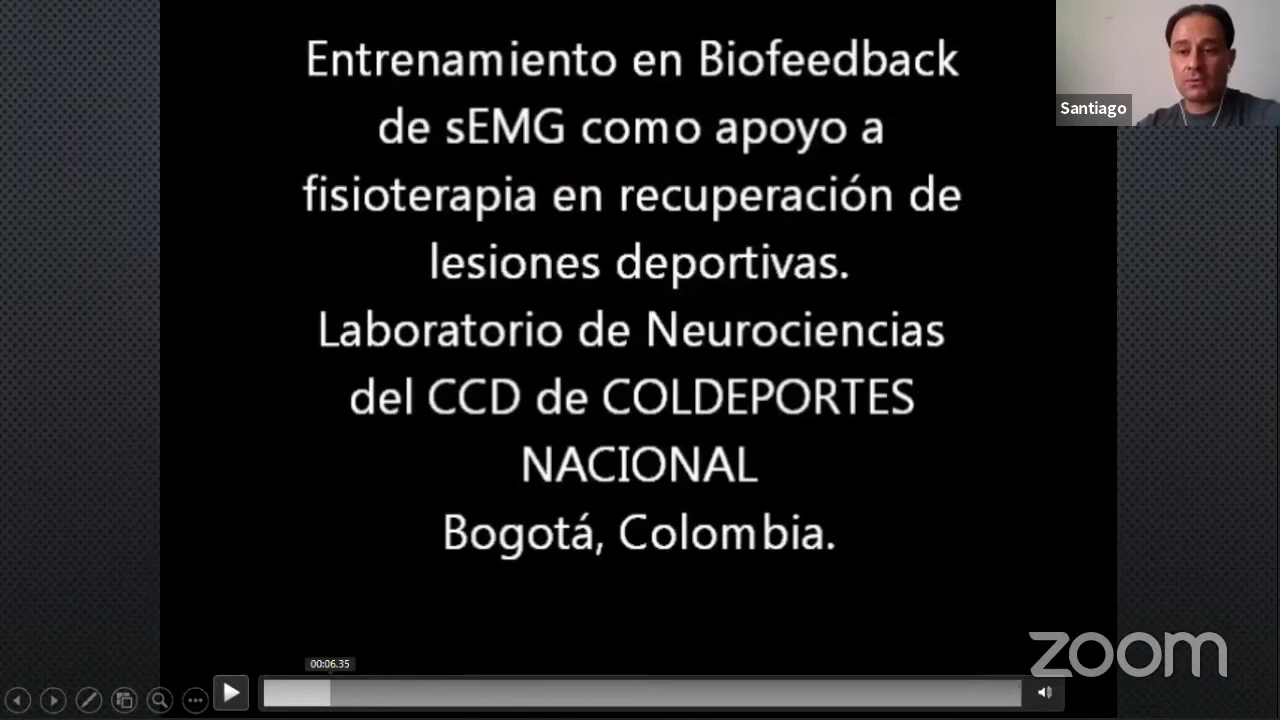 Entrenamiento en Biofeedback
de sEMG como apoyo a
fisioterapia en recuperación de
lesiones deportivas.
Laboratorio de Neurociencias
del CCD de COLDEPORTES
NACIONAL
Bogotá, Colombia.
Santiago
zoom
00:06.35